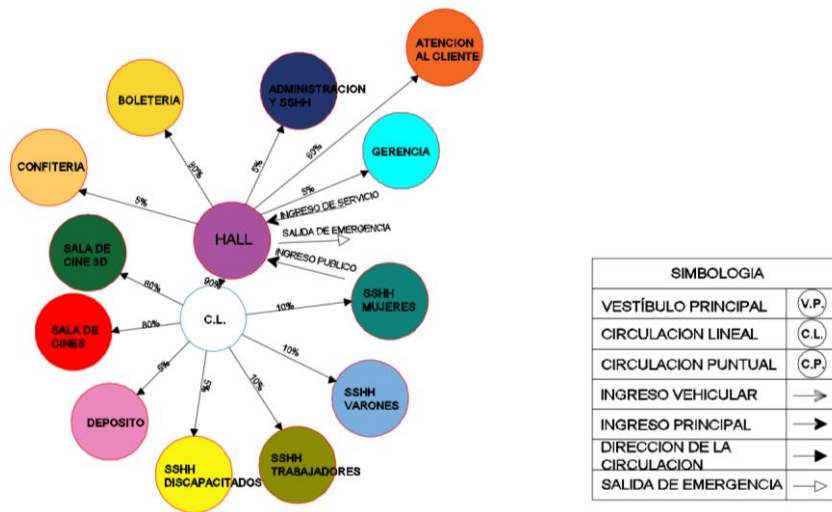 ATENCION
AL CLIENTE
BOLETERIA
ADMINISTRACION
Y SSHH
GERENCIA
CONFITERIA
80%
5%
60%
5%
5%
INGRESO DE SERVICIO
HALL
SALIDA DE EMERGENCIA
INGRESO PUBLICO
90%
SALA DE
CINE 3D
80%
10%
SSHH
MUJERES
C.L.
SALA DE
CINES
80%
10%
5%
5%
10%
SSHH
VARONES
DEPOSITO
SSHH
DISCAPACITADOS
SSHH
TRABAJADORES
SIMBOLOGIA
VESTÍBULO PRINCIPAL V.P.
CIRCULACION LINEAL C.L.
CIRCULACION PUNTUAL C.P.
INGRESO VEHICULAR
INGRESO PRINCIPAL
DIRECCION DE LA
CIRCULACION
SALIDA DE EMERGENCIA